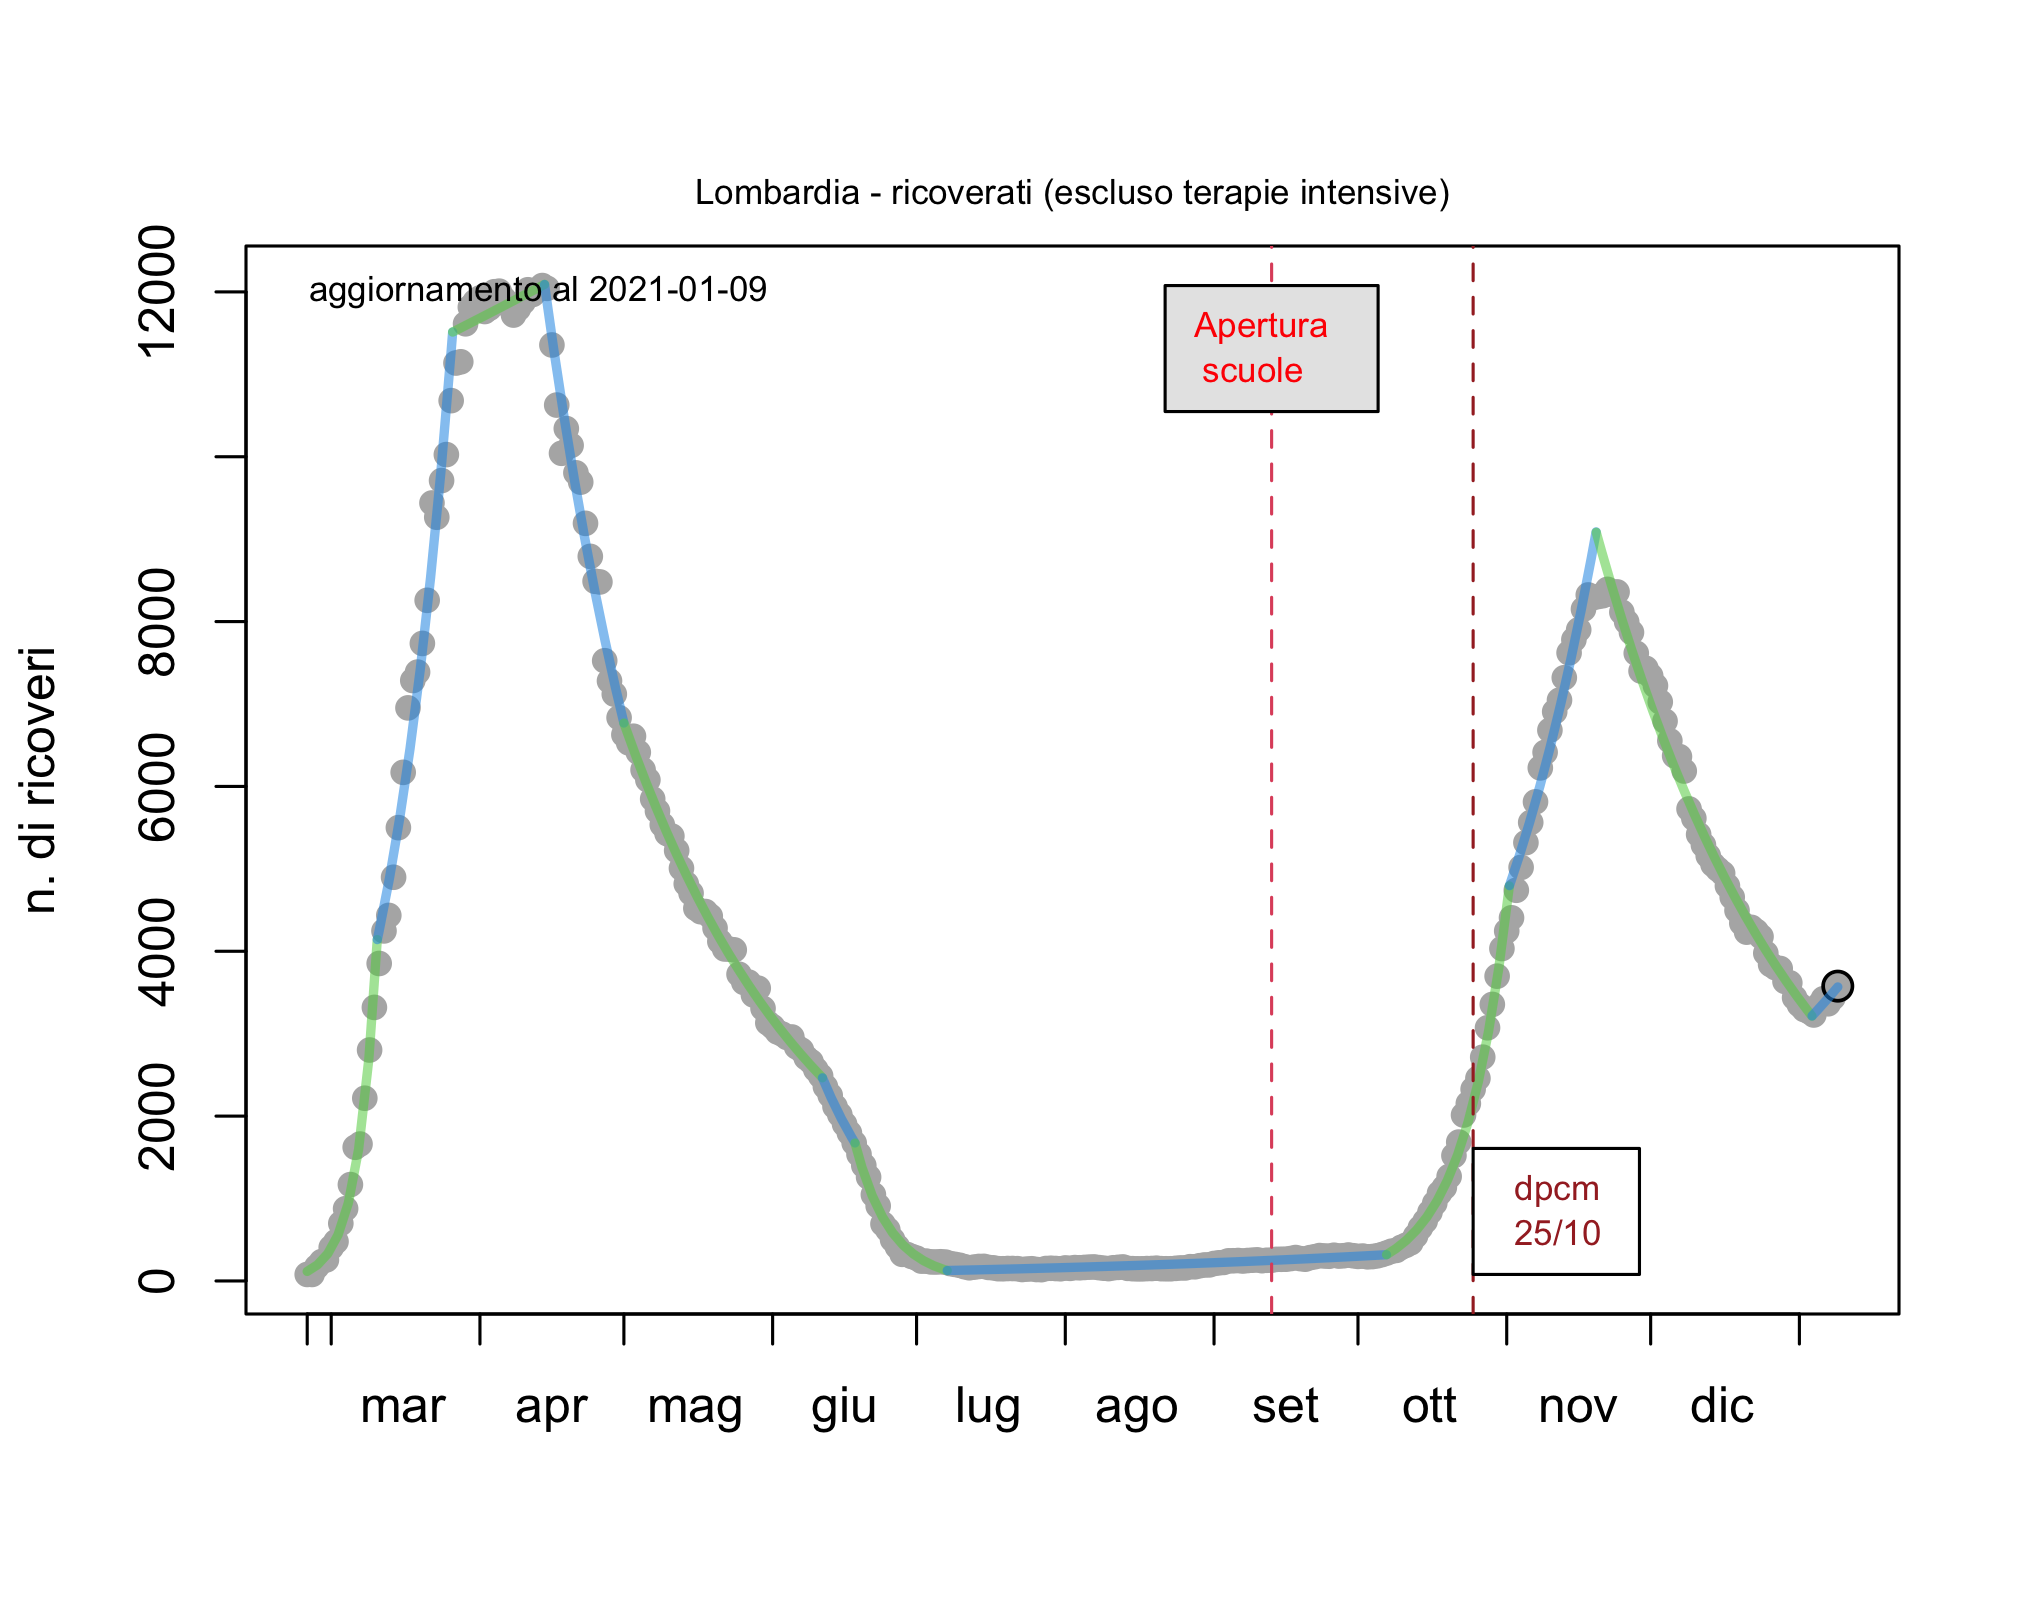 Lombardia - ricoverati (escluso terapie intensive)
aggiornamento al 2021-01-09
Apertura
scuole
dpcm
25/10
n. di ricoveri
12000
8000
6000
4000
2000
0
mar apr mag giu lug ago set ott nov dic